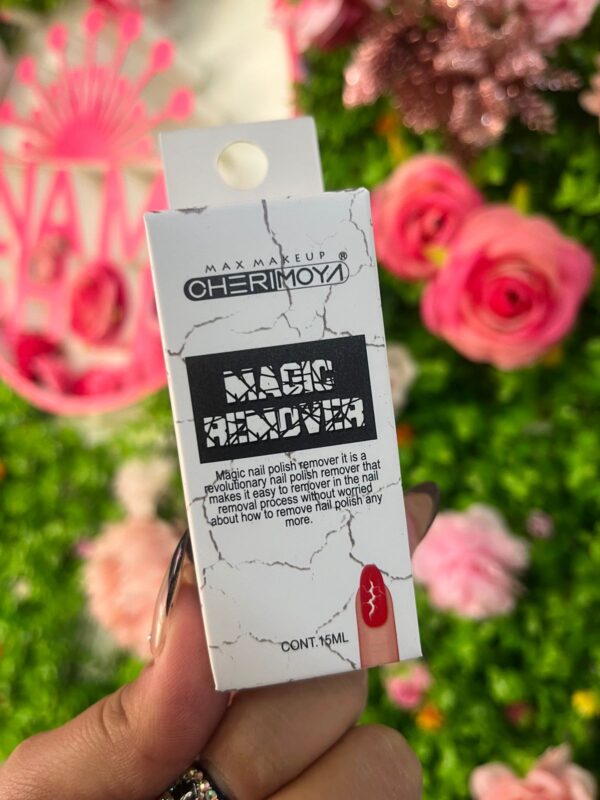 MAX MAKEUP
CHERIMOYA®
MAGIC
REMOVER
Magic nail polish remover it is a
revolutionary nail polish remover that
makes it easy to remover in the nail
removal process without worried
about how to remove nail polish any
more.
CONT.15ML